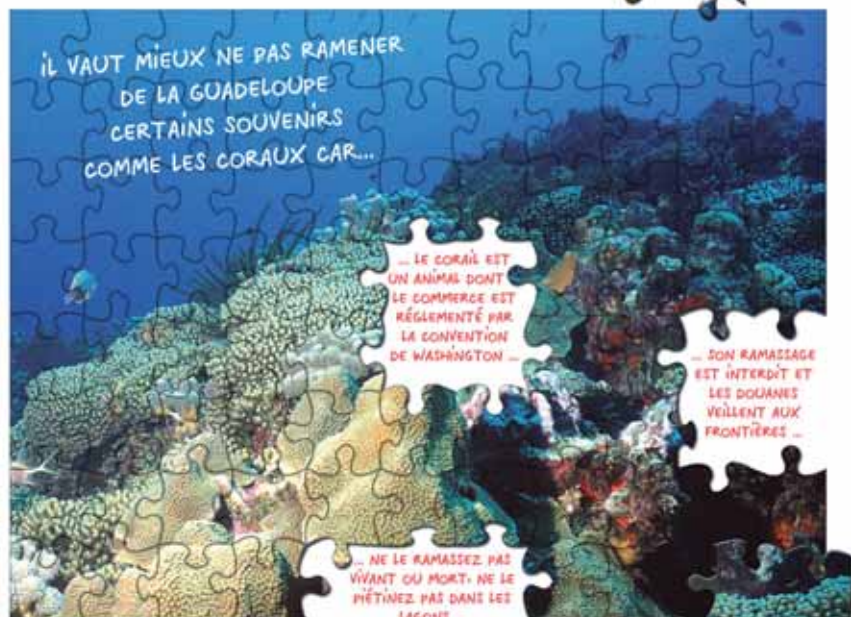 iL VAUT MiEUX NE PAS RAMENER
DE LA GUADELOUPE
CERTAiNS SOUVENiRS
COMME LES CORAUX CAR...
... LE CORAiL EST
UN ANiMAL DONT
LE COMMERCE EST
RÉGLEMENTÉ PAR
LA CONVENTiON
DE WASHiNGTON ...
... SON RAMASSAGE
EST iNTERDiT ET
LES DOUANES
VEiLLENT AUX
FRONTiÈRES ...
... NE LE RAMASSEZ PAS
ViVANT OU MORT, NE LE
PiÉTiNEZ PAS DANS LES
LAGONS...